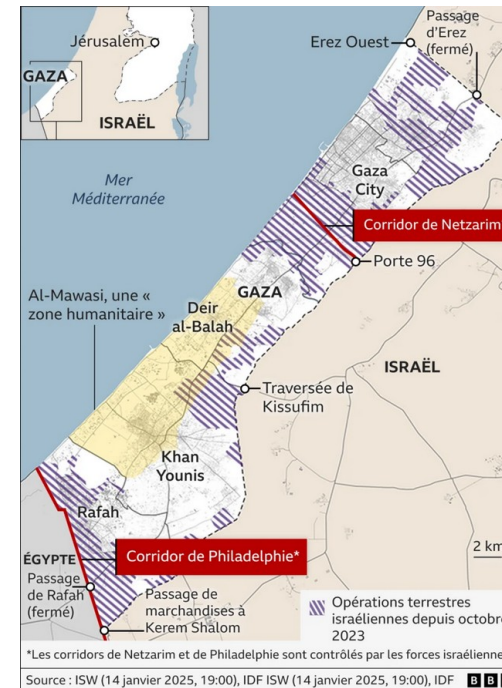 Jérusalem
GAZA
ISRAËL
Passage
d'Erez
(fermé)
Erez Ouest
Mer
Méditerranée
Gaza
City
Corridor de Netzarim
Porte 96
GAZA
Al-Mawasi, une «
zone humanitaire »
Deir
al-Balah
ISRAËL
Traversée de
Kissufim
Khan
Younis
Rafah
ÉGYPTE
Corridor de Philadelphie*
Passage
de Rafah
(fermé)
Passage de
marchandises à
Kerem Shalom
2 km
Opérations terrestres
israéliennes depuis octobre
2023
*Les corridors de Netzarim et de Philadelphie sont contrôlés par les forces israélienne
Source : ISW (14 janvier 2025, 19:00), IDF ISW (14 janvier 2025, 19:00), IDF
B B